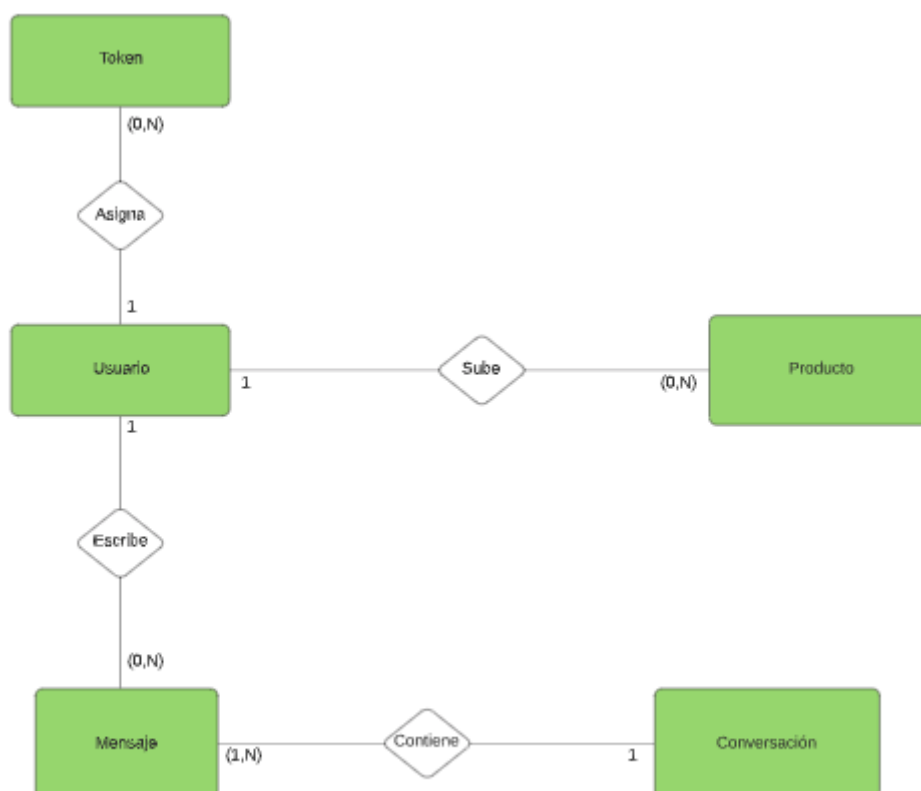 Token
(0,N)
Asigna
1
Usuario
1
Sube
(0,N)
Producto
1
Escribe
(0,N)
Mensaje
(1,N)
Contiene
1
Conversación